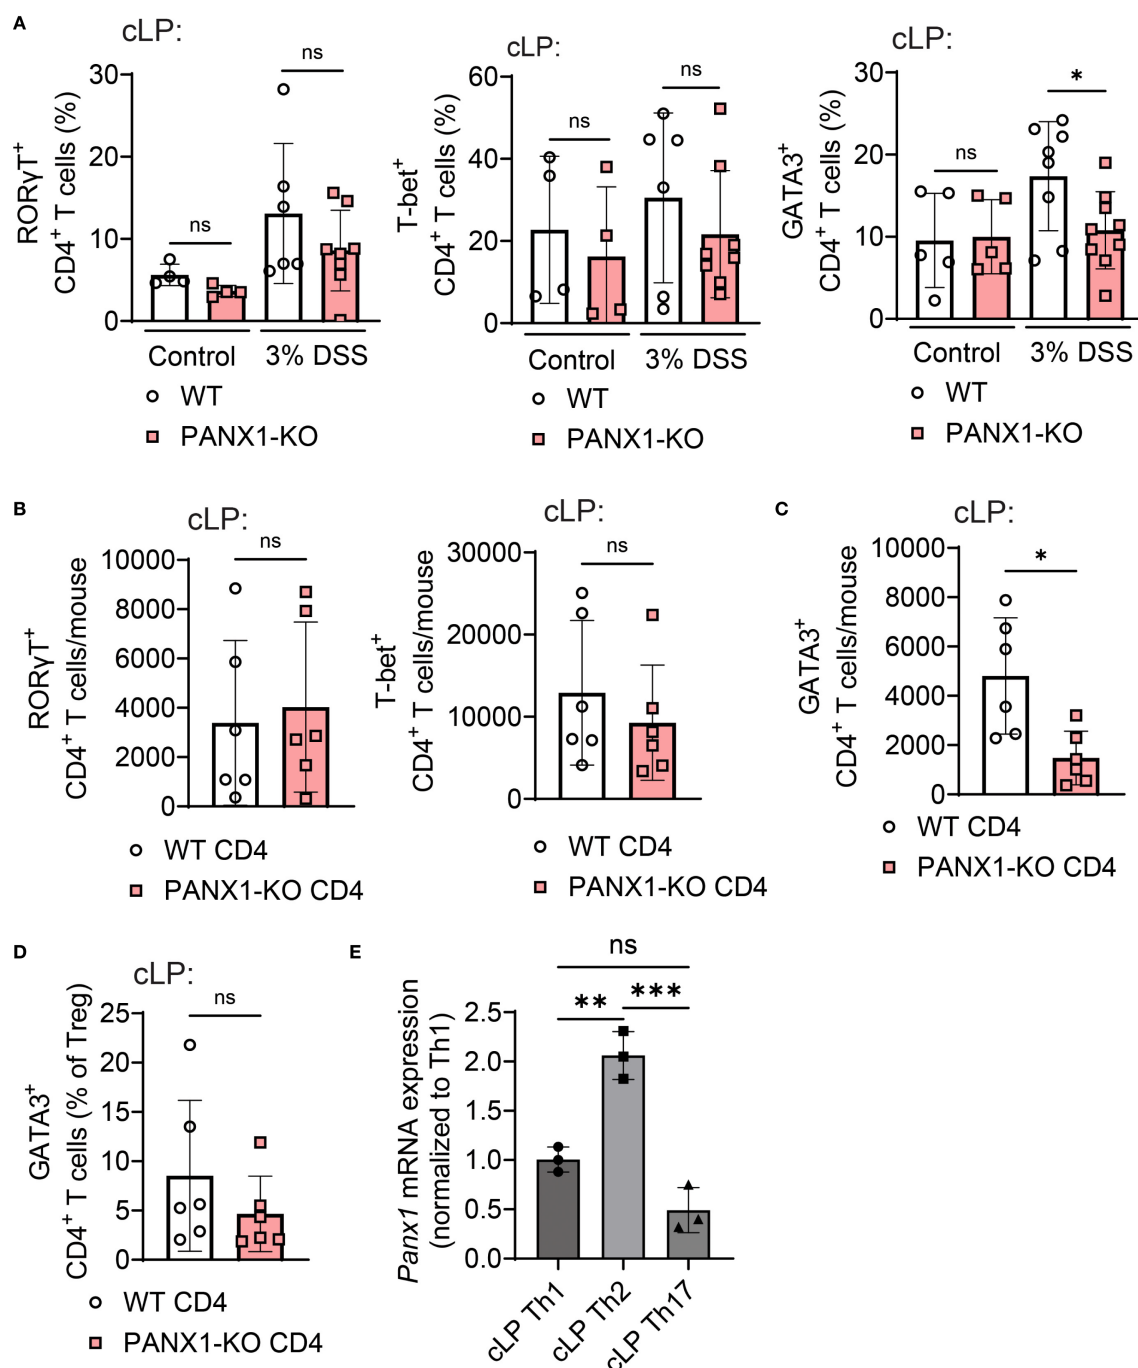 A
cLP:
RORγT+
CD4+ T cells (%)
30
20
10
0
ns
ns
Control
3% DSS
WT
PANX1-KO
cLP:
T-bet+
CD4+ T cells (%)
60
40
20
0
ns
ns
Control
3% DSS
WT
PANX1-KO
cLP:
GATA3+
CD4+ T cells (%)
30
20
10
0
ns
*
Control
3% DSS
WT
PANX1-KO
B
cLP:
RORγT+
CD4+ T cells/mouse
10000
8000
6000
4000
2000
0
ns
WT CD4
PANX1-KO CD4
cLP:
T-bet+
CD4+ T cells/mouse
30000
20000
10000
0
ns
WT CD4
PANX1-KO CD4
C
cLP:
GATA3+
CD4+ T cells/mouse
10000
8000
6000
4000
2000
0
*
WT CD4
PANX1-KO CD4
D
cLP:
GATA3+
CD4+ T cells (% of Treg)
25
20
15
10
5
0
ns
WT CD4
PANX1-KO CD4
E
Panx1 mRNA expression
(normalized to Th1)
2.5
2.0
1.5
1.0
0.5
0.0
ns
**
***
cLP Th1
cLP Th2
cLP Th17